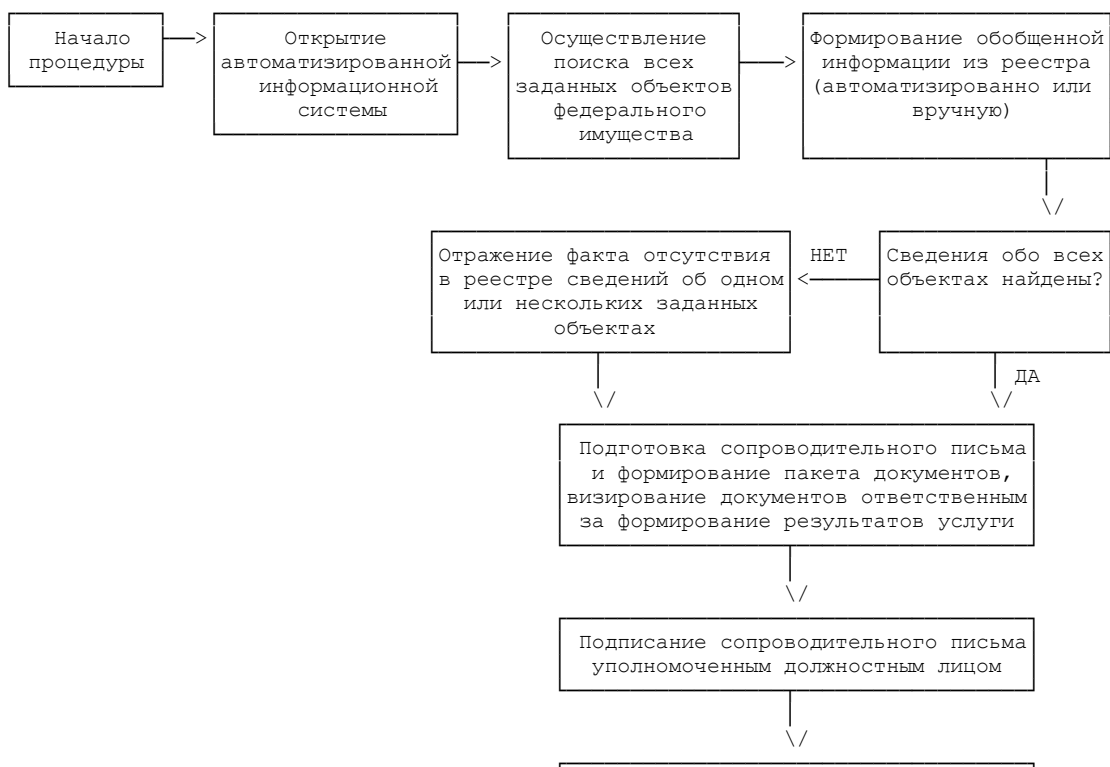 Начало
процедуры
Открытие
автоматизированной
информационной
системы
Осуществление
поиска всех
заданных объектов
федерального
имущества
Формирование обобщенной
информации из реестра
(автоматизированно или
вручную)
Отражение факта отсутствия
в реестре сведений об одном
или нескольких заданных
объектах
НЕТ
Сведения обо всех
объектах найдены?
ДА
Подготовка сопроводительного письма
и формирование пакета документов,
визирование документов ответственным
за формирование результатов услуги
Подписание сопроводительного письма
уполномоченным должностным лицом